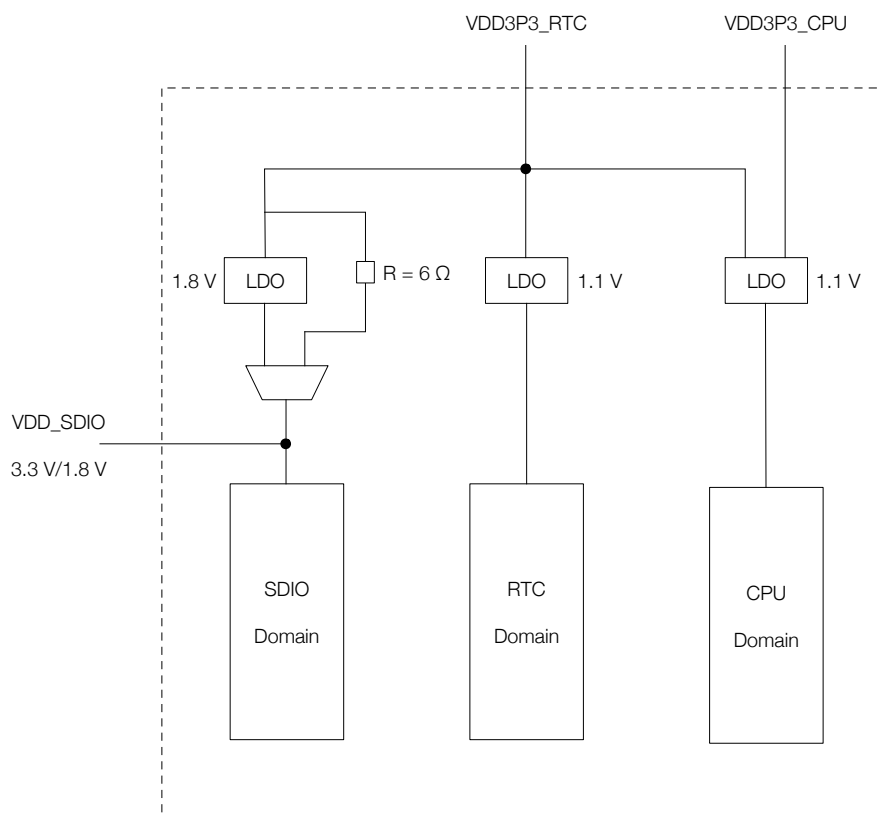 VDD3P3_RTC
VDD3P3_CPU
1.8 V
LDO
R = 6 Ω
LDO
1.1 V
LDO
1.1 V
VDD_SDIO
3.3 V/1.8 V
SDIO
Domain
RTC
Domain
CPU
Domain